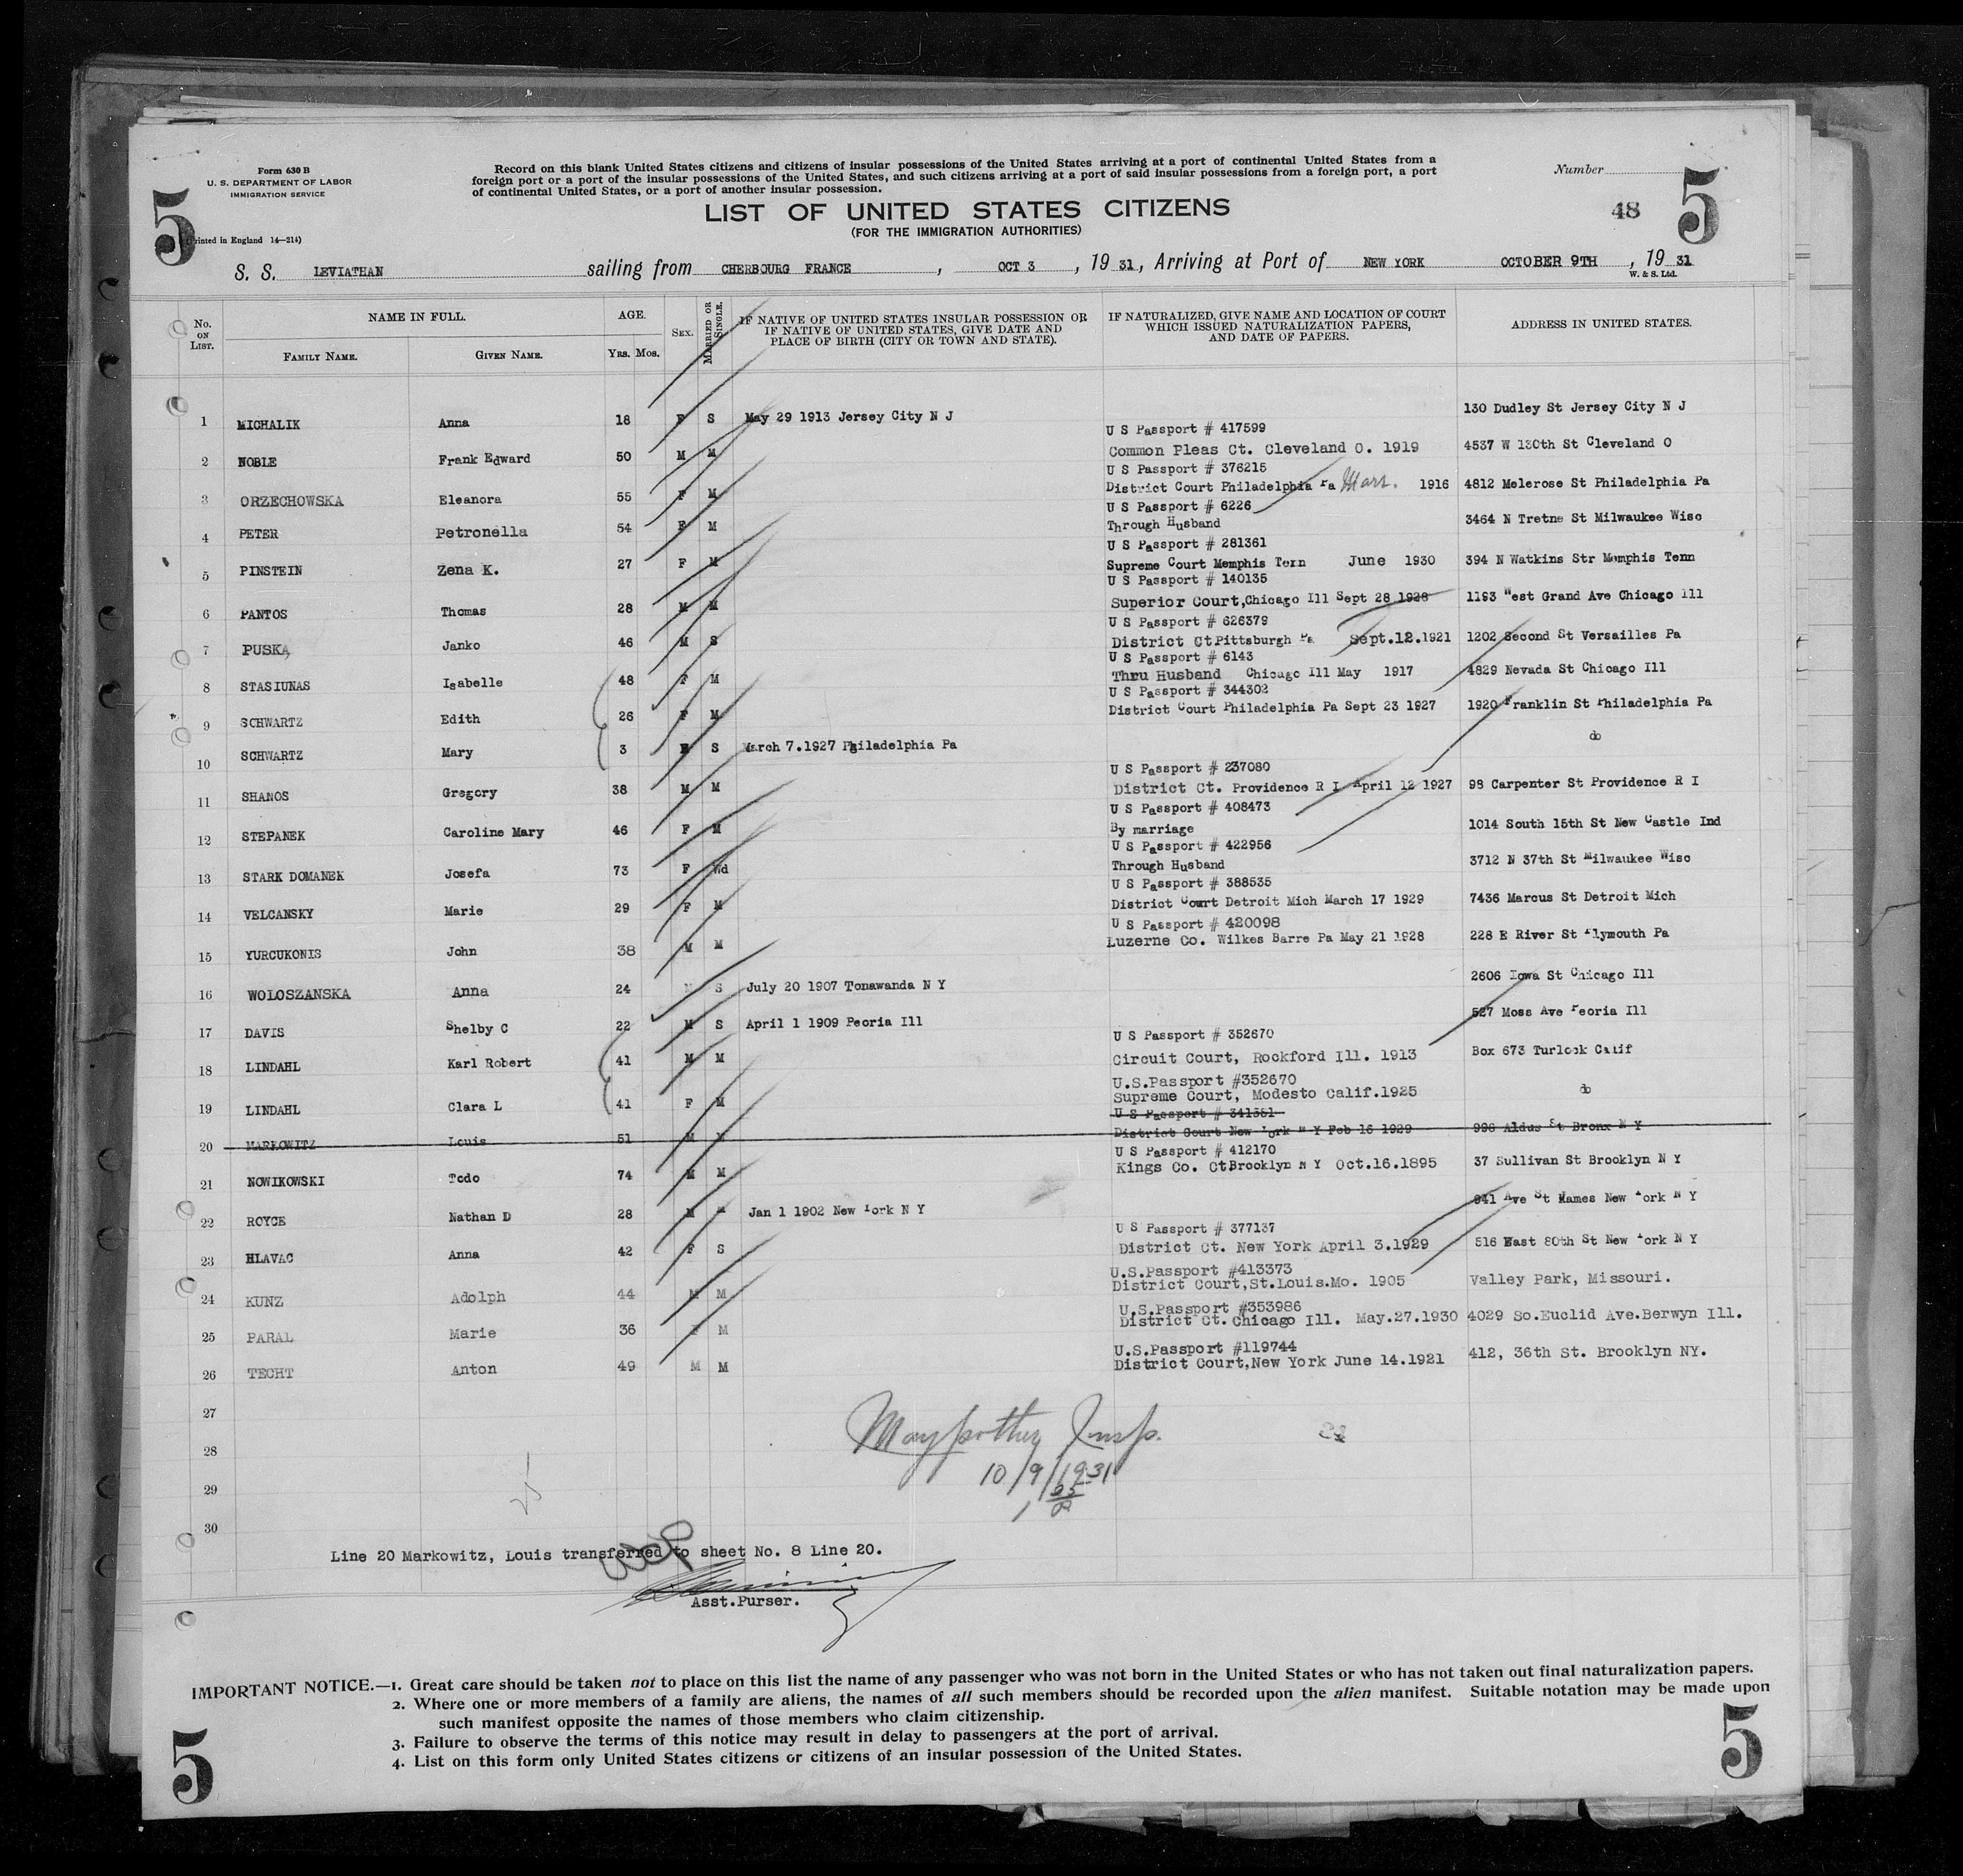 Form 630 B
U. S. DEPARTMENT OF LABOR
IMMIGRATION SERVICE
Record on this blank United States citizens and citizens of insular possessions of the United States arriving at a port of continental United States from a
foreign port or a port of the insular possessions of the United States, and such citizens arriving at a port of said insular possessions from a foreign port, a port
of continental United States, or a port of another insular possession.
Number
5
5
48
LIST OF UNITED STATES CITIZENS
(FOR THE IMMIGRATION AUTHORITIES)
(Printed in England 14—214)
S. S. LEVIATHAN sailing from CHERBOURG FRANCE, OCT 3, 19 31, Arriving at Port of NEW YORK OCTOBER 9TH, 19 31
W. & S. Ltd.
No. ON LIST.
NAME IN FULL.
FAMILY NAME. GIVEN NAME.
AGE.
YRS. MOS.
SEX.
MARRIED OR SINGLE.
IF NATIVE OF UNITED STATES INSULAR POSSESSION OR
IF NATIVE OF UNITED STATES, GIVE DATE AND
PLACE OF BIRTH (CITY OR TOWN AND STATE).
IF NATURALIZED, GIVE NAME AND LOCATION OF COURT
WHICH ISSUED NATURALIZATION PAPERS,
AND DATE OF PAPERS.
ADDRESS IN UNITED STATES.
1 MICHALIK Anna 18 F S May 29 1913 Jersey City N J 130 Dudley St Jersey City N J
U S Passport # 417599
2 NOBLE Frank Edward 50 M M Common Pleas Ct. Cleveland O. 1919 4537 W 130th St Cleveland O
U S Passport # 376215
3 ORZECHOWSKA Eleanora 55 F M District Court Philadelphia Pa Mar. 1916 4812 Melerose St Philadelphia Pa
U S Passport # 6226
4 PETER Petronella 54 F M Through Husband 3464 N Tretne St Milwaukee Wisc
U S Passport # 281361
5 PINSTEIN Zena K. 27 F M Supreme Court Memphis Tenn June 1930 394 N Watkins Str Memphis Tenn
U S Passport # 140135
6 PANTOS Thomas 28 M M Superior Court,Chicago Ill Sept 28 1928 1193 West Grand Ave Chicago Ill
U S Passport # 626379
7 PUSKA Janko 46 M S District CtPittsburgh Pa Sept.12.1921 1202 Second St Versailles Pa
U S Passport # 6143
8 STASIUNAS Isabelle 48 F M Thru Husband Chicago Ill May 1917 4829 Nevada St Chicago Ill
U S Passport # 344302
9 SCHWARTZ Edith 26 F M District Court Philadelphia Pa Sept 23 1927 1920 Franklin St Philadelphia Pa
10 SCHWARTZ Mary 3 F S March 7.1927 Philadelphia Pa do
U S Passport # 237080
11 SHANOS Gregory 38 M M District Ct. Providence R I April 12 1927 98 Carpenter St Providence R I
U S Passport # 408473
12 STEPANEK Caroline Mary 46 F M By marriage 1014 South 15th St New Castle Ind
U S Passport # 422956
13 STARK DOMANEK Josefa 73 F Wd Through Husband 3712 N 37th St Milwaukee Wisc
U S Passport # 388535
14 VELCANSKY Marie 29 F M District Court Detroit Mich March 17 1929 7436 Marcus St Detroit Mich
U S Passport # 420098
15 YURCUKONIS John 38 M M Luzerne Co. Wilkes Barre Pa May 21 1928 228 E River St Plymouth Pa
16 WOLOSZANSKA Anna 24 S July 20 1907 Tonawanda N Y 2606 Iowa St Chicago Ill
17 DAVIS Shelby C 22 M S April 1 1909 Peoria Ill 527 Moss Ave Peoria Ill
U S Passport # 352670
18 LINDAHL Karl Robert 41 M M Circuit Court, Rockford Ill. 1913 Box 673 Turlock Calif
U.S.Passport #352670
19 LINDAHL Clara L 41 F M Supreme Court, Modesto Calif.1925 do
U S Passport # 341351
20 MARKOWITZ Louis 51 M M District Court New York N Y Feb 16 1929 996 Aldus St Bronx N Y
U S Passport # 412170
21 NOWIKOWSKI Todo 74 M M Kings Co. CtBrooklyn N Y Oct.16.1895 37 Sullivan St Brooklyn N Y
22 ROYCE Nathan D 28 M M Jan 1 1902 New York N Y 941 Ave St Mames New York N Y
U S Passport # 377137
23 HLAVAC Anna 42 F S District Ct. New York April 3.1929 516 East 80th St New York N Y
U.S.Passport #413373
24 KUNZ Adolph 44 M M District Court,St.Louis.Mo. 1905 Valley Park, Missouri.
U.S.Passport #353986
25 PARAL Marie 36 F M District Ct. Chicago Ill. May.27.1930 4029 So.Euclid Ave.Berwyn Ill.
U.S.Passport #119744
26 TECHT Anton 49 M M District Court,New York June 14.1921 412, 36th St. Brooklyn NY.
27
28
29
30
Insp.
10/9/1931
25
Line 20 Markowitz, Louis transferred to sheet No. 8 Line 20.
Asst.Purser.
IMPORTANT NOTICE.—1. Great care should be taken not to place on this list the name of any passenger who was not born in the United States or who has not taken out final naturalization papers.
2. Where one or more members of a family are aliens, the names of all such members should be recorded upon the alien manifest. Suitable notation may be made upon
such manifest opposite the names of those members who claim citizenship.
3. Failure to observe the terms of this notice may result in delay to passengers at the port of arrival.
4. List on this form only United States citizens or citizens of an insular possession of the United States.
5
5